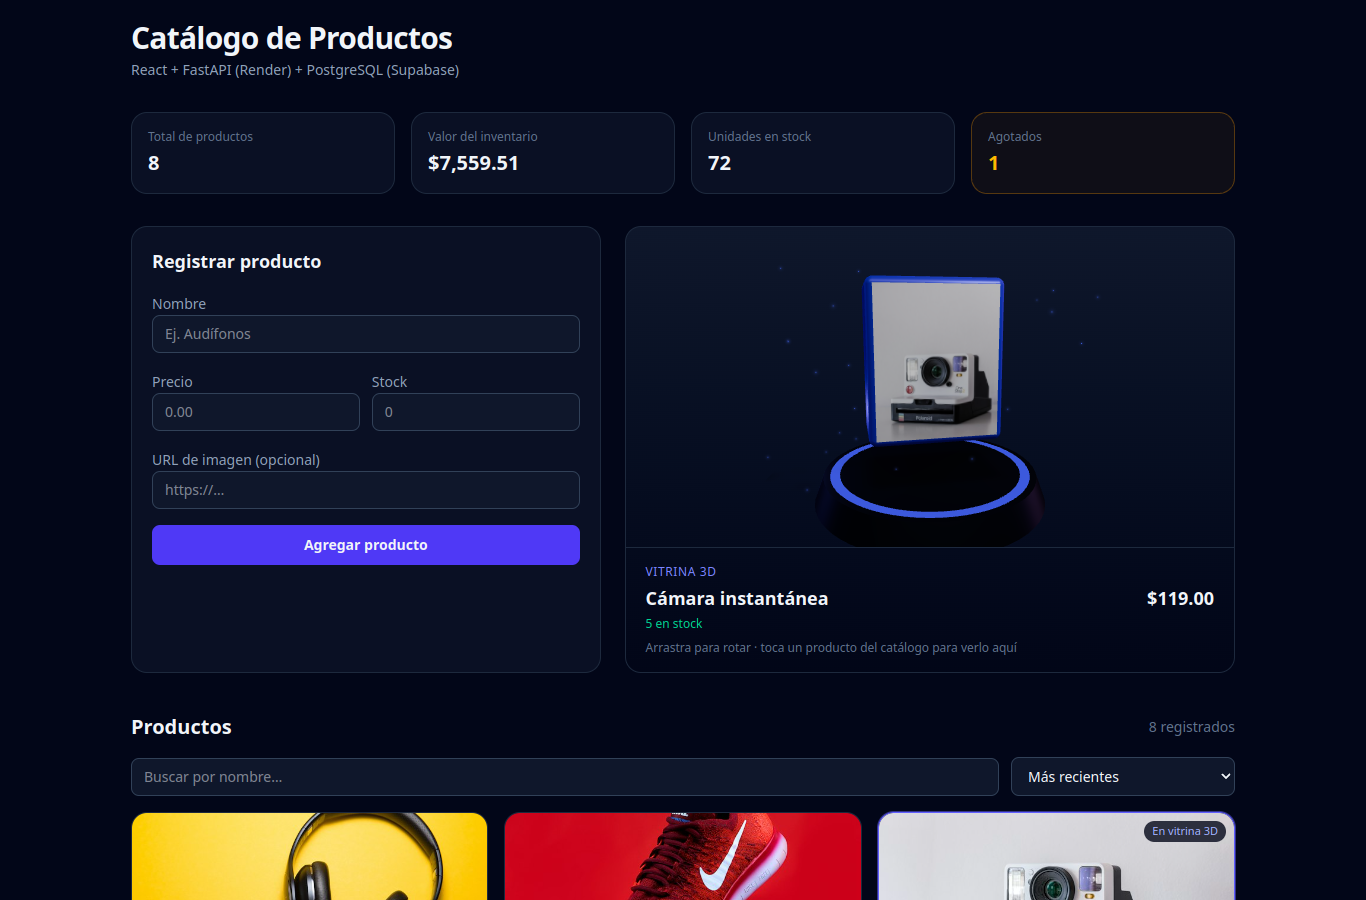 Catálogo de Productos
React + FastAPI (Render) + PostgreSQL (Supabase)
Total de productos
8
Valor del inventario
$7,559.51
Unidades en stock
72
Agotados
1
Registrar producto
Nombre
Ej. Audífonos
Precio
0.00
Stock
0
URL de imagen (opcional)
https://...
Agregar producto
Polaroid
VITRINA 3D
Cámara instantánea
$119.00
5 en stock
Arrastra para rotar · toca un producto del catálogo para verlo aquí
Productos
8 registrados
Buscar por nombre...
Más recientes
En vitrina 3D